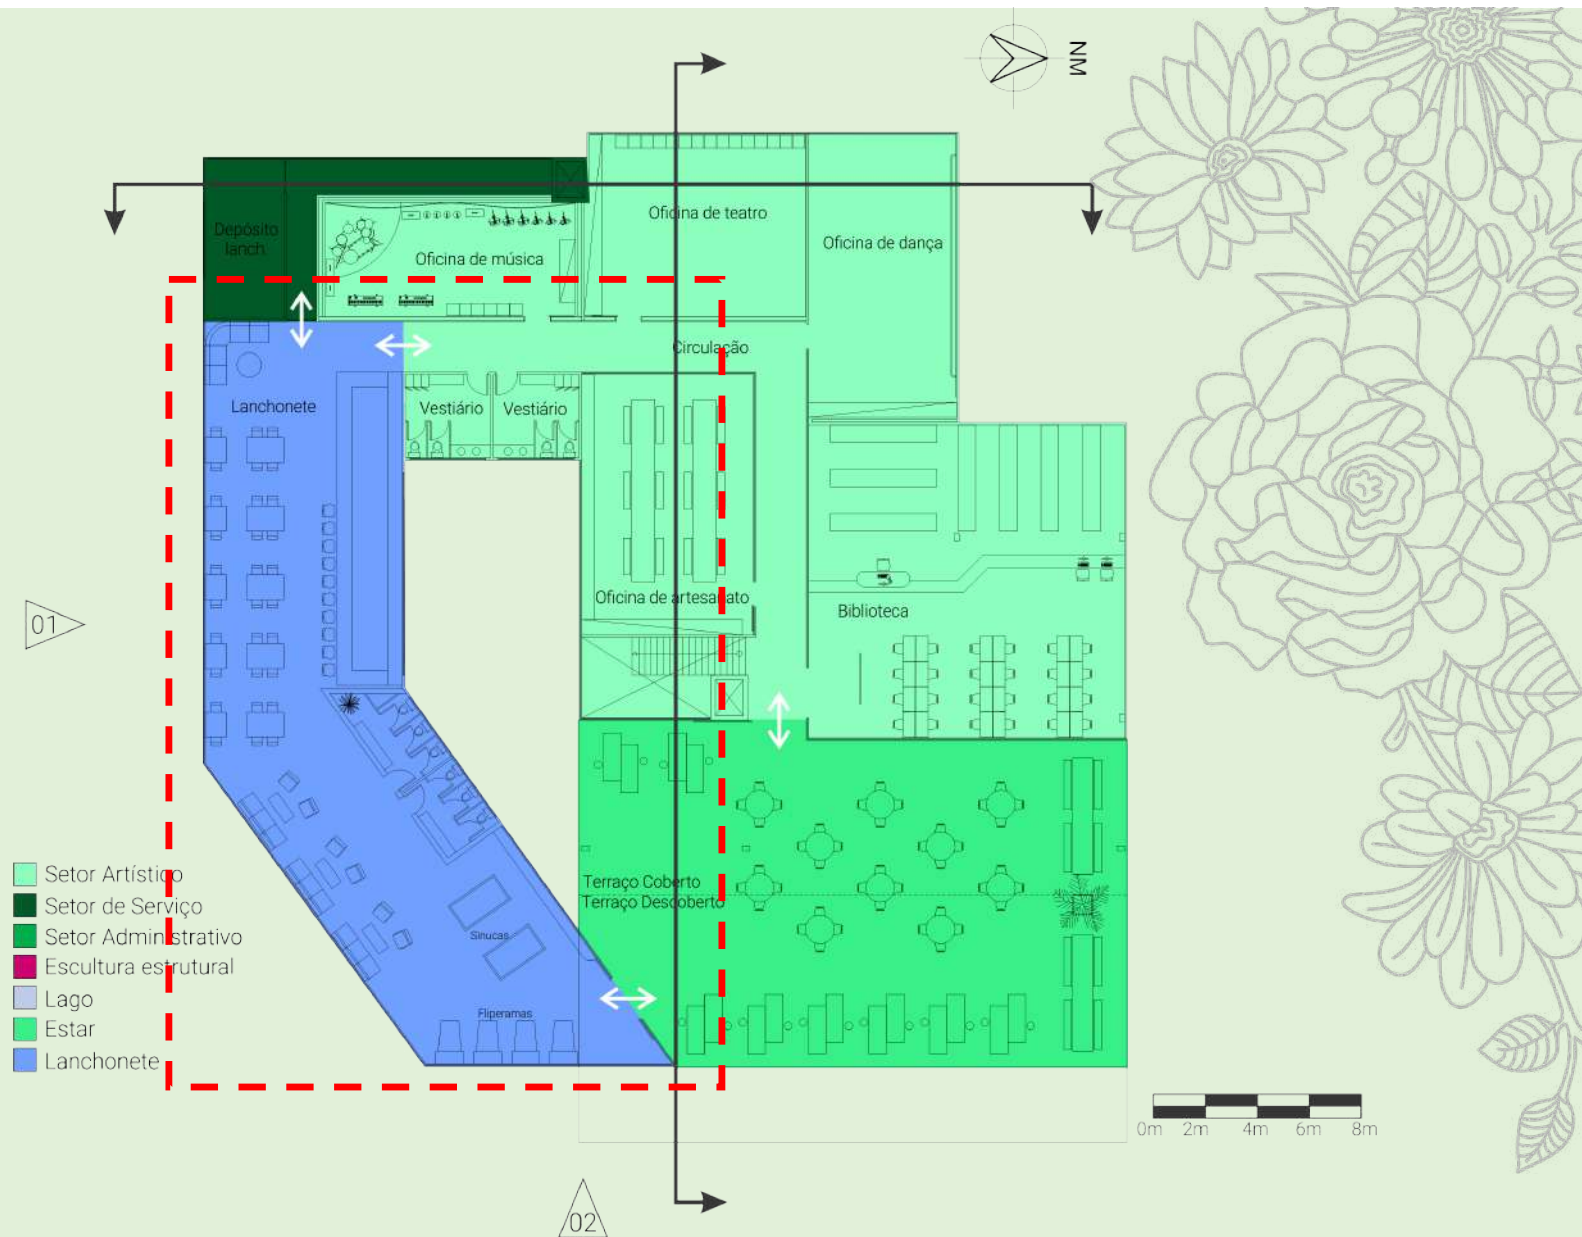 NM
Oficina de teatro
Depósito
lanch.
Oficina de dança
Oficina de música
Circulação
Lanchonete
Vestiário
Vestiário
Oficina de artesanato
Biblioteca
01
Setor Artístico
Setor de Serviço
Setor Administrativo
Escultura estrutural
Lago
Estar
Lanchonete
Terraço Coberto
Terraço Descoberto
Sinucas
Fliperamas
0m 2m 4m 6m 8m
02